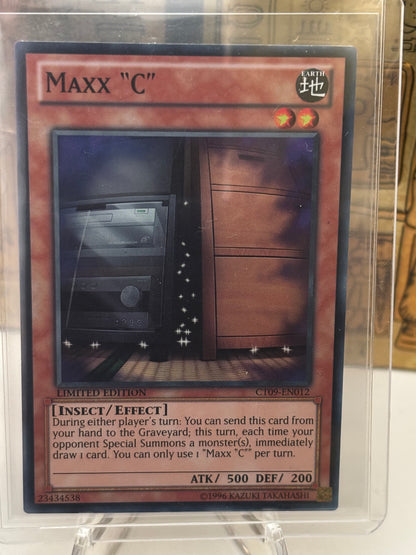 MAXX "C"
EARTH
地
LIMITED EDITION
CT09-EN012
[INSECT/EFFECT]
During either player's turn: You can send this card from
your hand to the Graveyard; this turn, each time your
opponent Special Summons a monster(s), immediately
draw 1 card. You can only use 1 "Maxx "C"" per turn.
ATK/ 500 DEF/ 200
23434538
©1996 KAZUKI TAKAHASHI